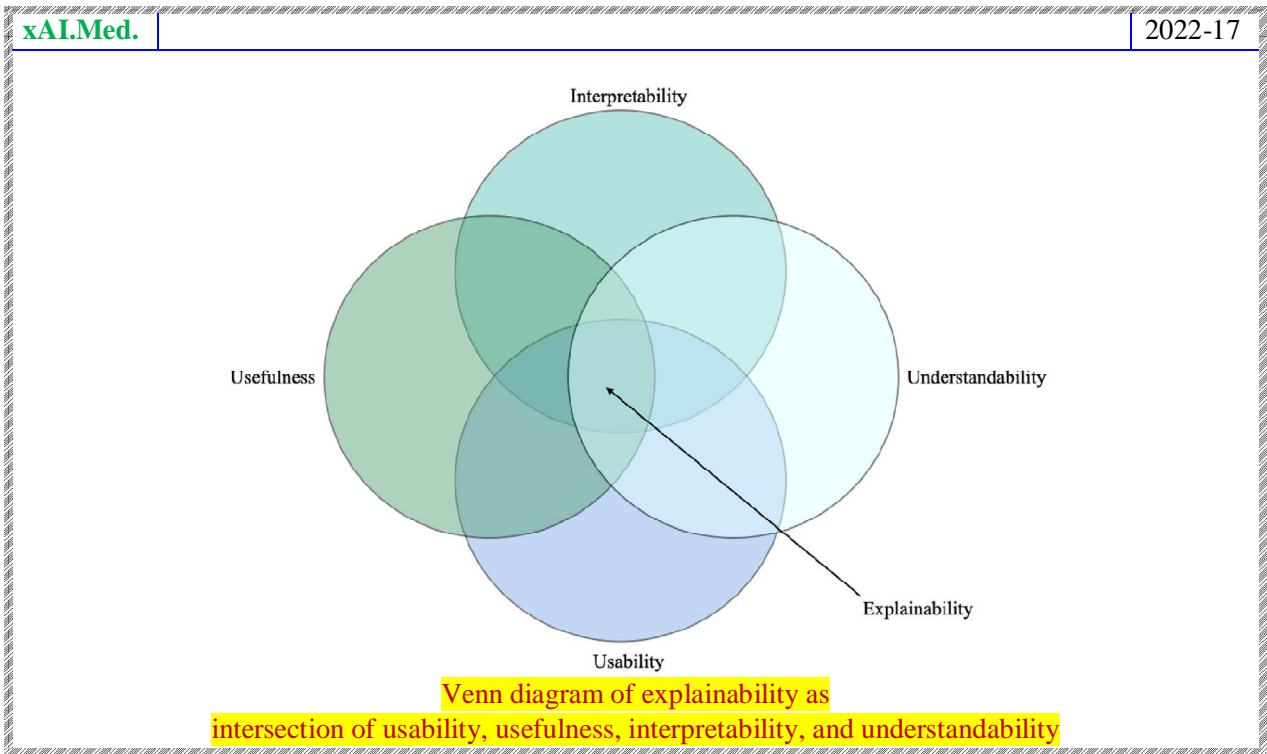 xAI.Med.
2022-17
Interpretability
Usefulness
Understandability
Explainability
Usability
Venn diagram of explainability as
intersection of usability, usefulness, interpretability, and understandability